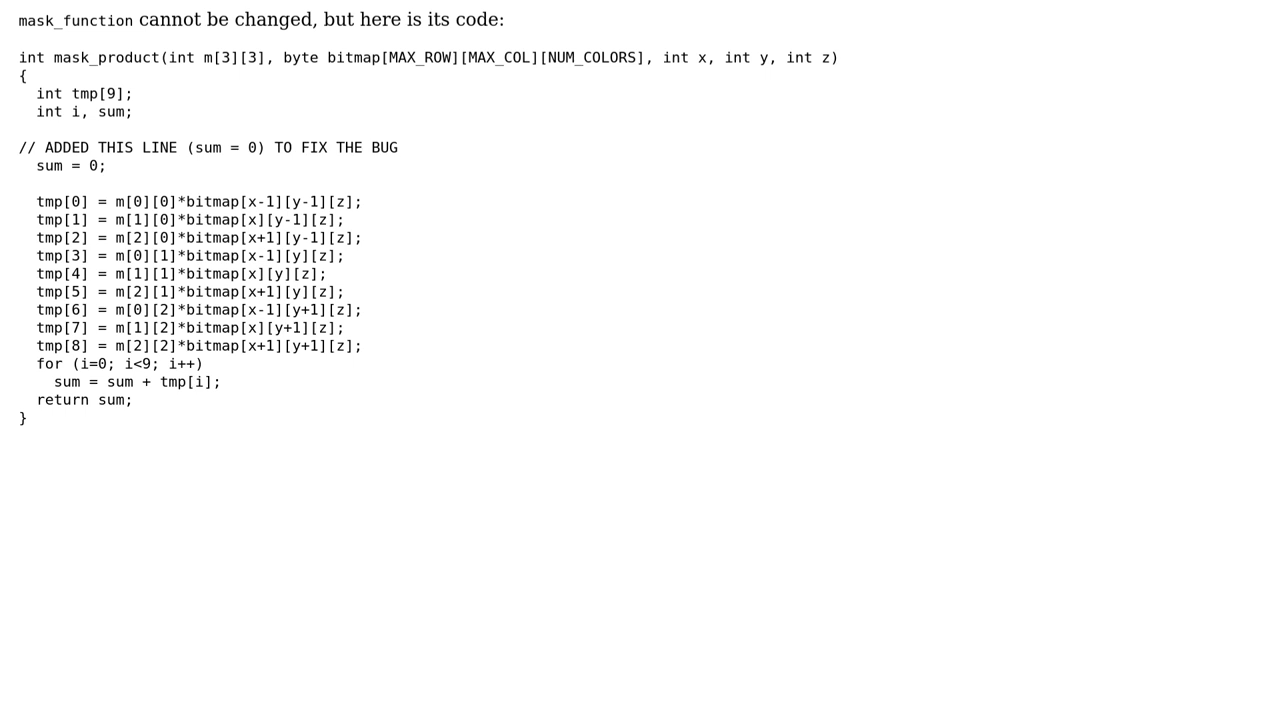 mask_function cannot be changed, but here is its code:
int mask_product(int m[3][3], byte bitmap[MAX_ROW][MAX_COL][NUM_COLORS], int x, int y, int z)
{
  int tmp[9];
  int i, sum;

// ADDED THIS LINE (sum = 0) TO FIX THE BUG
  sum = 0;

  tmp[0] = m[0][0]*bitmap[x-1][y-1][z];
  tmp[1] = m[1][0]*bitmap[x][y-1][z];
  tmp[2] = m[2][0]*bitmap[x+1][y-1][z];
  tmp[3] = m[0][1]*bitmap[x-1][y][z];
  tmp[4] = m[1][1]*bitmap[x][y][z];
  tmp[5] = m[2][1]*bitmap[x+1][y][z];
  tmp[6] = m[0][2]*bitmap[x-1][y+1][z];
  tmp[7] = m[1][2]*bitmap[x][y+1][z];
  tmp[8] = m[2][2]*bitmap[x+1][y+1][z];
  for (i=0; i<9; i++)
    sum = sum + tmp[i];
  return sum;
}